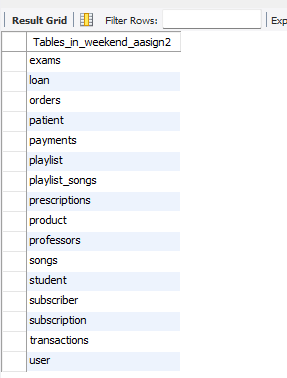 Result Grid Filter Rows: Exp
Tables_in_weekend_aasign2
exams
loan
orders
patient
payments
playlist
playlist_songs
prescriptions
product
professors
songs
student
subscriber
subscription
transactions
user